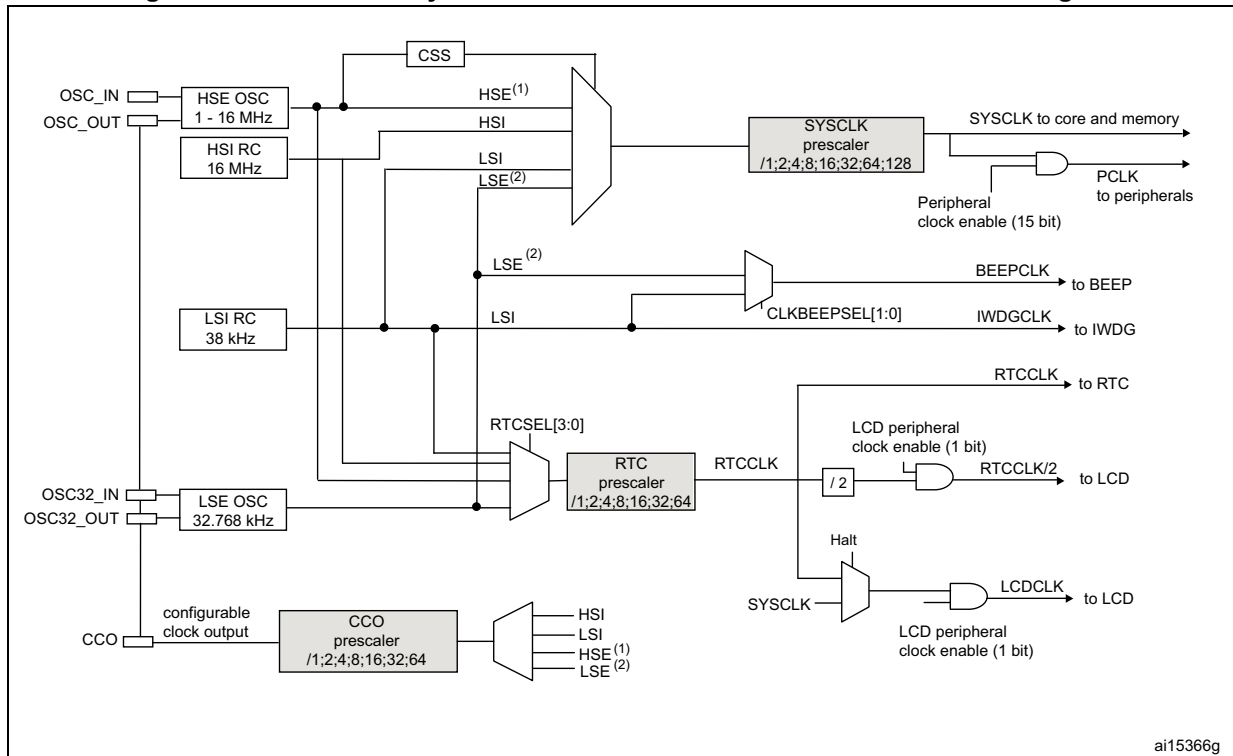 CSS
OSC_IN
OSC_OUT
HSE OSC
1 - 16 MHz
HSE(1)
HSI RC
16 MHz
HSI
LSI
LSE(2)
SYSCLK
prescaler
/1;2;4;8;16;32;64;128
SYSCLK to core and memory
PCLK
to peripherals
Peripheral
clock enable (15 bit)
LSE (2)
BEEPCLK
to BEEP
CLKBEEPSEL[1:0]
LSI RC
38 kHz
LSI
IWDGCLK
to IWDG
RTCCLK
to RTC
RTCSEL[3:0]
LCD peripheral
clock enable (1 bit)
RTC
prescaler
/1;2;4;8;16;32;64
RTCCLK
/ 2
RTCCLK/2
to LCD
OSC32_IN
OSC32_OUT
LSE OSC
32.768 kHz
Halt
SYSCLK
LCDCLK
to LCD
LCD peripheral
clock enable (1 bit)
CCO
configurable
clock output
CCO
prescaler
/1;2;4;8;16;32;64
HSI
LSI
HSE(1)
LSE(2)
ai15366g